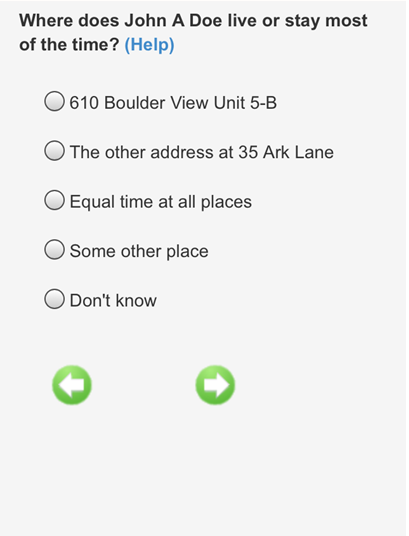 Where does John A Doe live or stay most
of the time? (Help)
610 Boulder View Unit 5-B
The other address at 35 Ark Lane
Equal time at all places
Some other place
Don't know